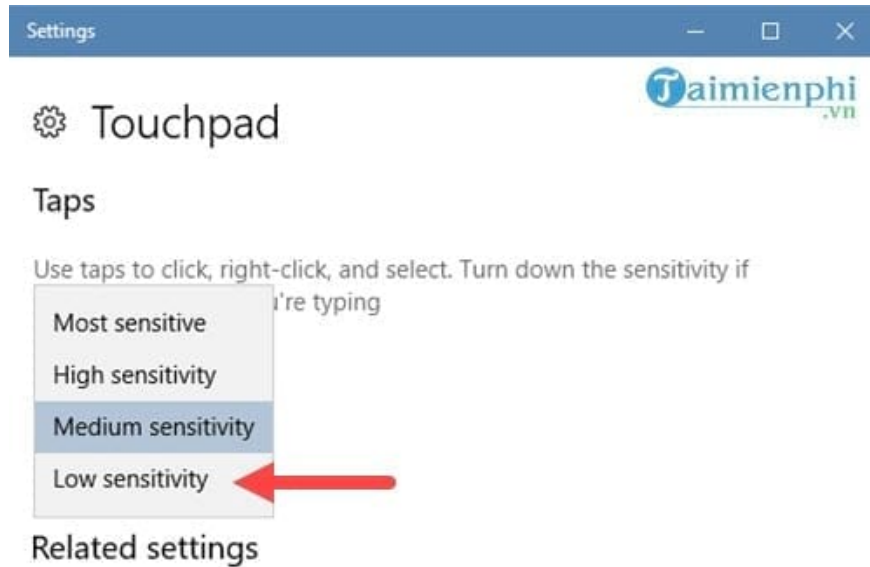 Settings
Taimienphi
.vn
Touchpad
Taps
Use taps to click, right-click, and select. Turn down the sensitivity if
u're typing
Most sensitive
High sensitivity
Medium sensitivity
Low sensitivity
Related settings